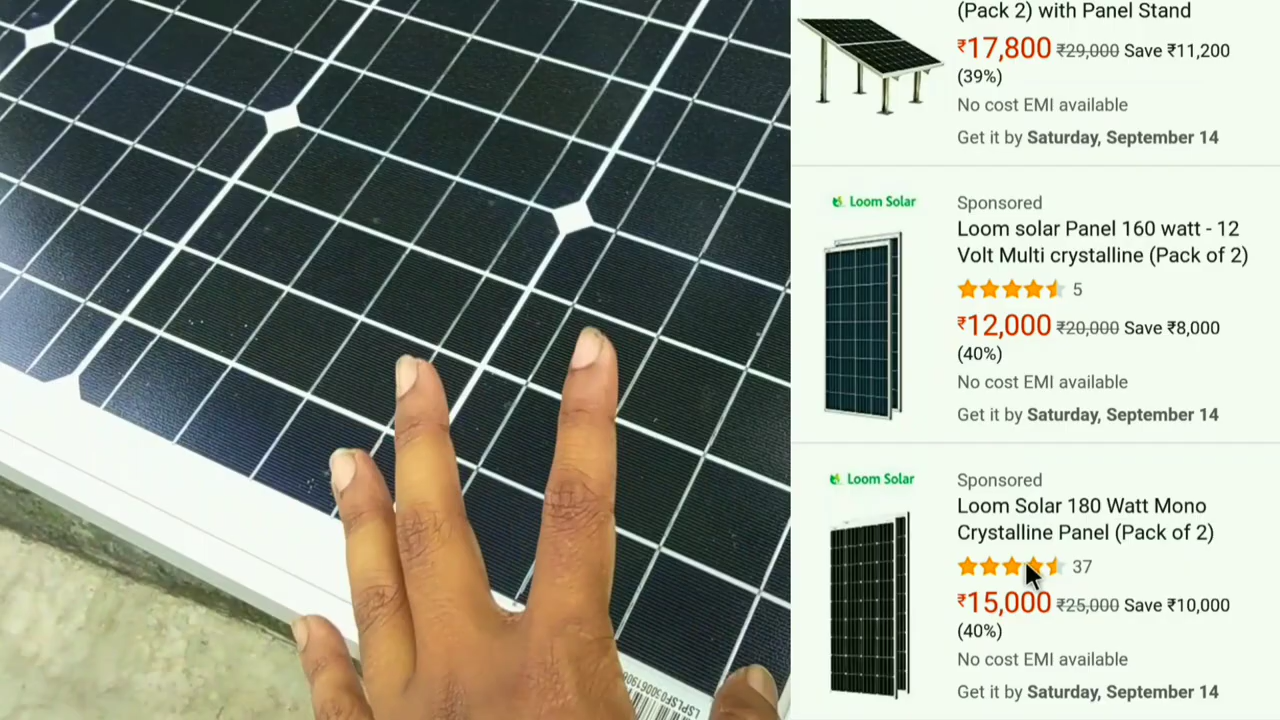 (Pack 2) with Panel Stand
₹17,800 ₹29,000 Save ₹11,200
(39%)
No cost EMI available
Get it by Saturday, September 14
Loom Solar
Sponsored
Loom solar Panel 160 watt - 12
Volt Multi crystalline (Pack of 2)
5
₹12,000 ₹20,000 Save ₹8,000
(40%)
No cost EMI available
Get it by Saturday, September 14
Loom Solar
Sponsored
Loom Solar 180 Watt Mono
Crystalline Panel (Pack of 2)
37
₹15,000 ₹25,000 Save ₹10,000
(40%)
No cost EMI available
Get it by Saturday, September 14